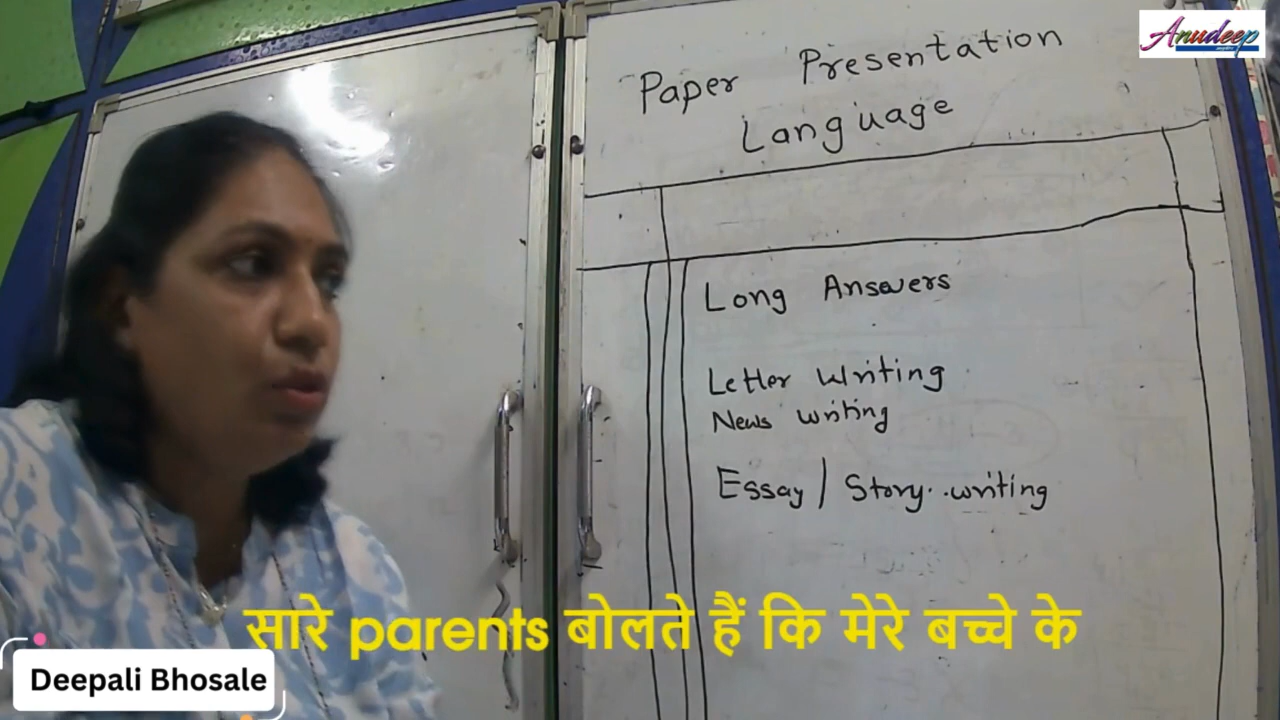 Anudeep
Paper Presentation
Language
Long Answers
Letter Writing
News writing
Essay / Story writing
सारे parents बोलते हैं कि मेरे बच्चे के
Deepali Bhosale